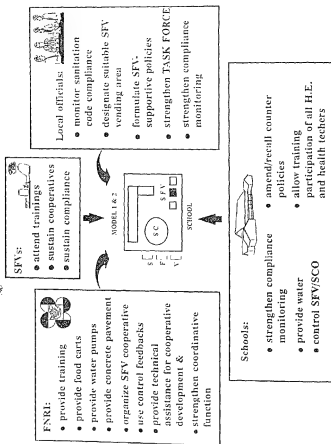 FNRI:
• provide training
• provide food carts
• provide water pumps
• provide concrete pavement
• organize SFV cooperative
• use control feedbacks
• provide technical
assistance for cooperative
development &
• strengthen coordinative
function
SFVs:
• attend trainings
• sustain cooperatives
• sustain compliance
MODEL 1 & 2
S
F
V
SC
SFV
SCHOOL
Local officials:
• monitor sanitation
code compliance
• designate suitable SFV
vending area
• formulate SFV-
supportive policies
• strengthen TASK FORCE
• strengthen compliance
monitoring
Schools:
• strengthen compliance
monitoring
• provide water
• control SFV/SCO
• amend/recall counter
policies
• allow training
participation of all H.E.
and health techers